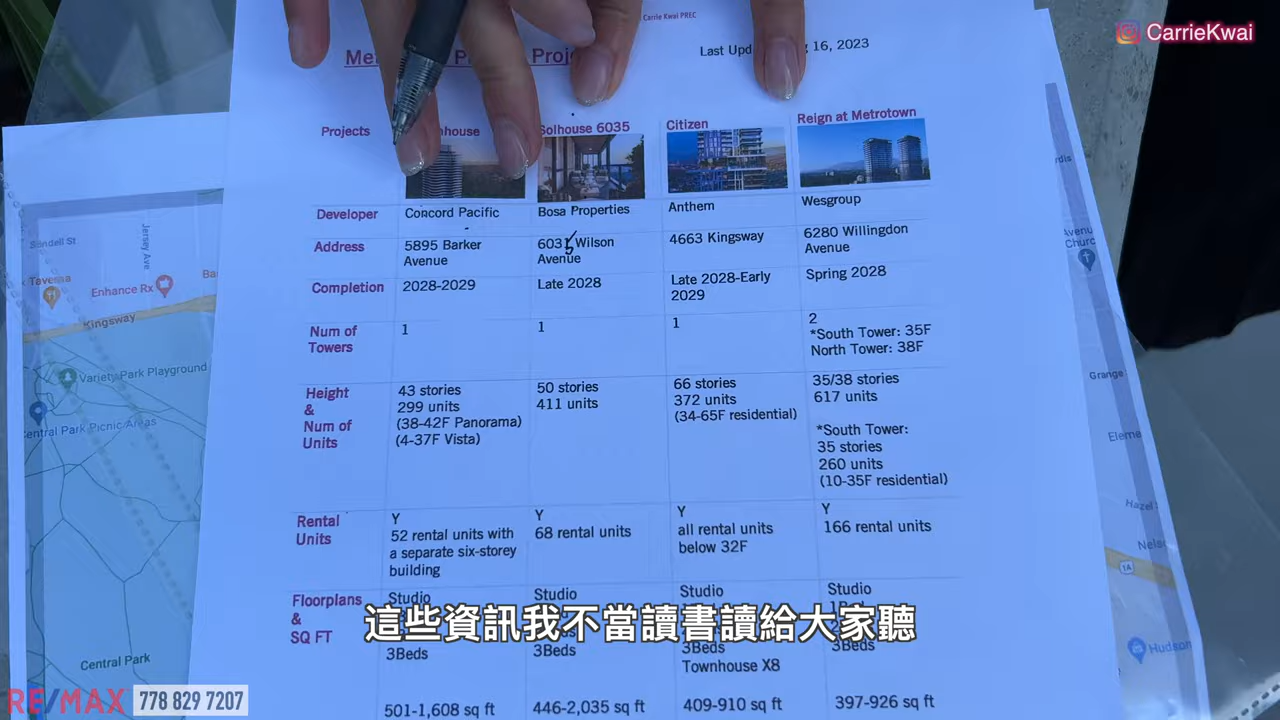 Carrie Kwai PREC
CarrieKwai
Last 16, 2023
Projects
Solhouse 6035
Citizen
Reign at Metrotown
Developer
Concord Pacific
Bosa Properties
Anthem
Wesgroup
Address
5895 Barker
Avenue
Wilson
Avenue
4663 Kingsway
6280 Willingdon
Avenue
Completion
2028-2029
Late 2028
Late 2028-Early
2029
Spring 2028
Num of
Towers
1
1
1
2
*South Tower: 35F
North Tower: 38F
Height
&
Num of
Units
43 stories
299 units
(38-42F Panorama)
(4-37F Vista)
50 stories
411 units
66 stories
372 units
(34-65F residential)
35/38 stories
617 units
*South Tower:
35 stories
260 units
(10-35F residential)
Rental
Units
Y
52 rental units with
a separate six-storey
building
Y
68 rental units
Y
all rental units
below 32F
Y
166 rental units
Floorplans
&
SQ FT
Studio
3Beds
501-1,608 sq ft
Studio
3Beds
446-2,035 sq ft
Studio
3Beds
Townhouse X8
409-910 sq ft
Studio
3Beds
397-926 sq ft
這些資訊我不當讀書讀給大家聽
Jersey Ave
Enhance Rx
Kingsway
Variety Park Playground
Central Park Picnic Areas
Central Park
Grange
1A
RE/MAX 778 829 7207